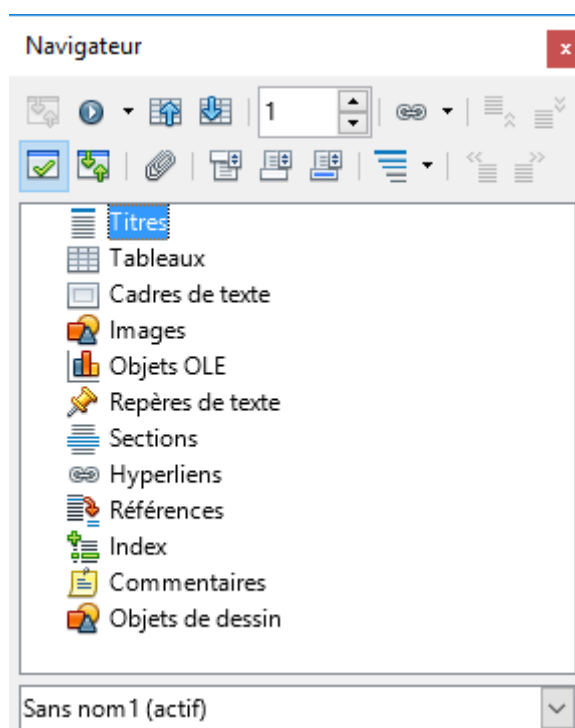 Navigateur
x
1
Titres
Tableaux
Cadres de texte
Images
Objets OLE
Repères de texte
Sections
Hyperliens
Références
Index
Commentaires
Objets de dessin
Sans nom1 (actif)